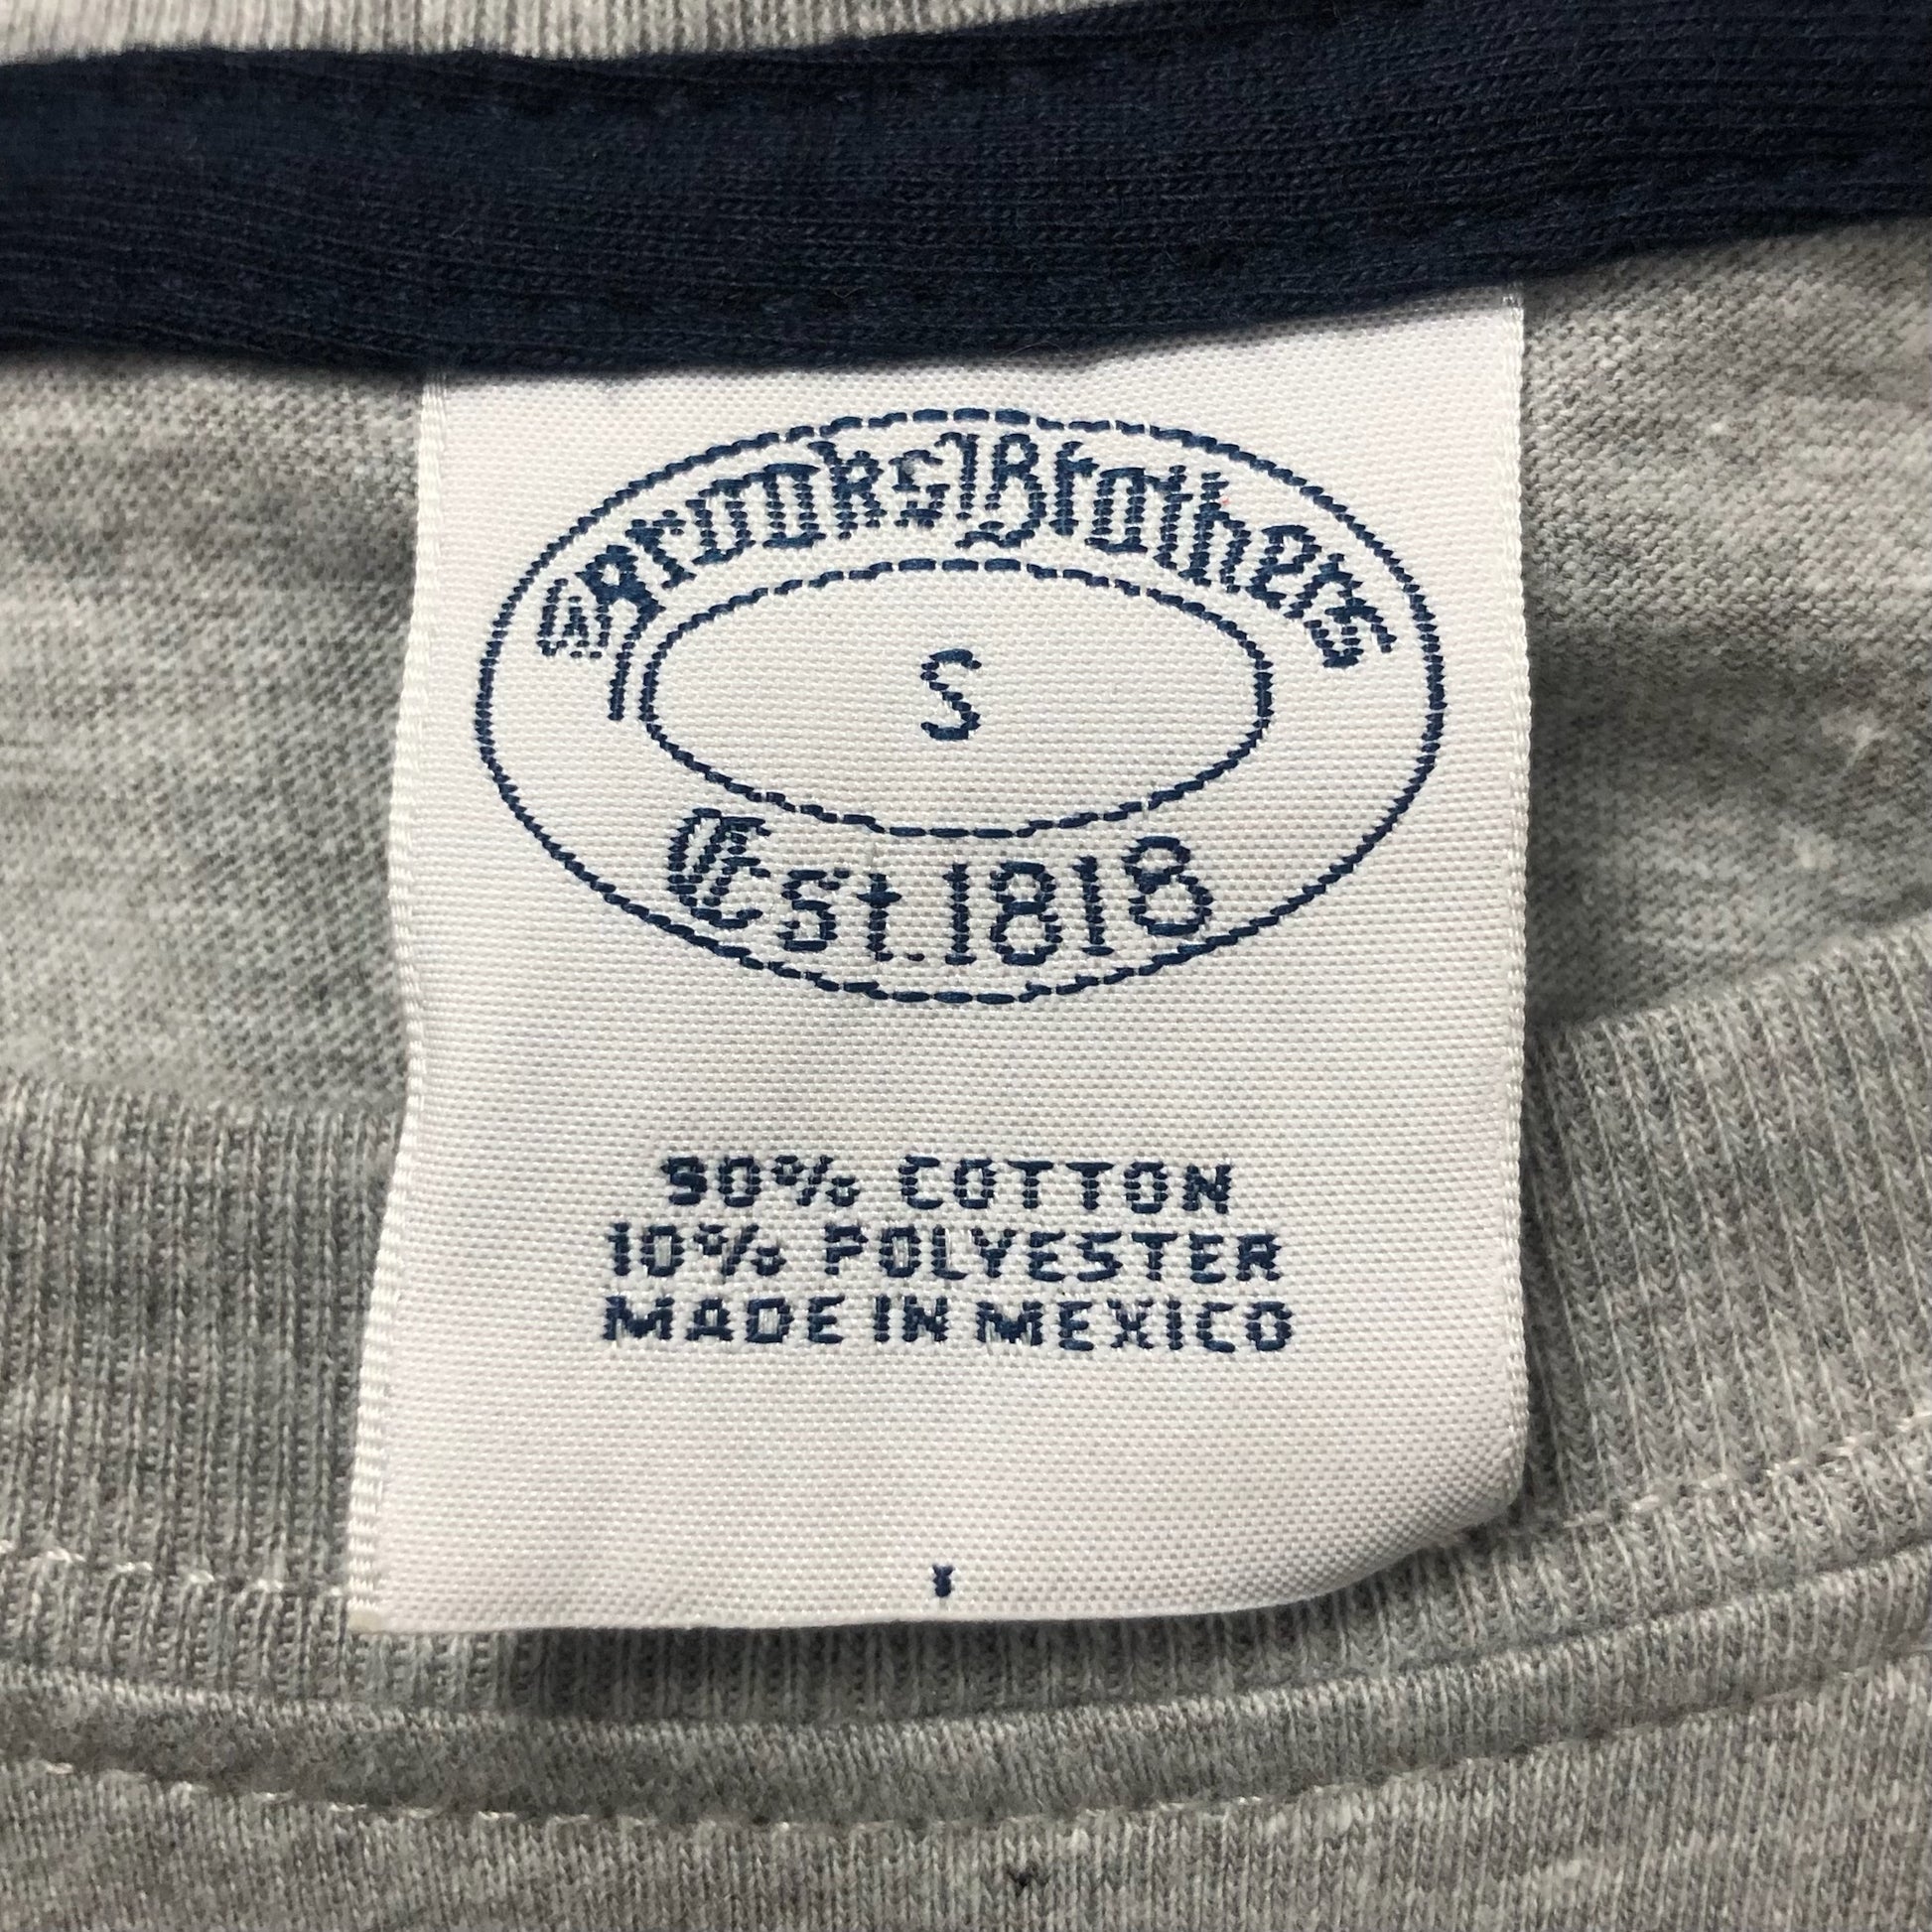 Brooks Brothers
S
Est. 1818
90% COTTON
10% POLYESTER
MADE IN MEXICO